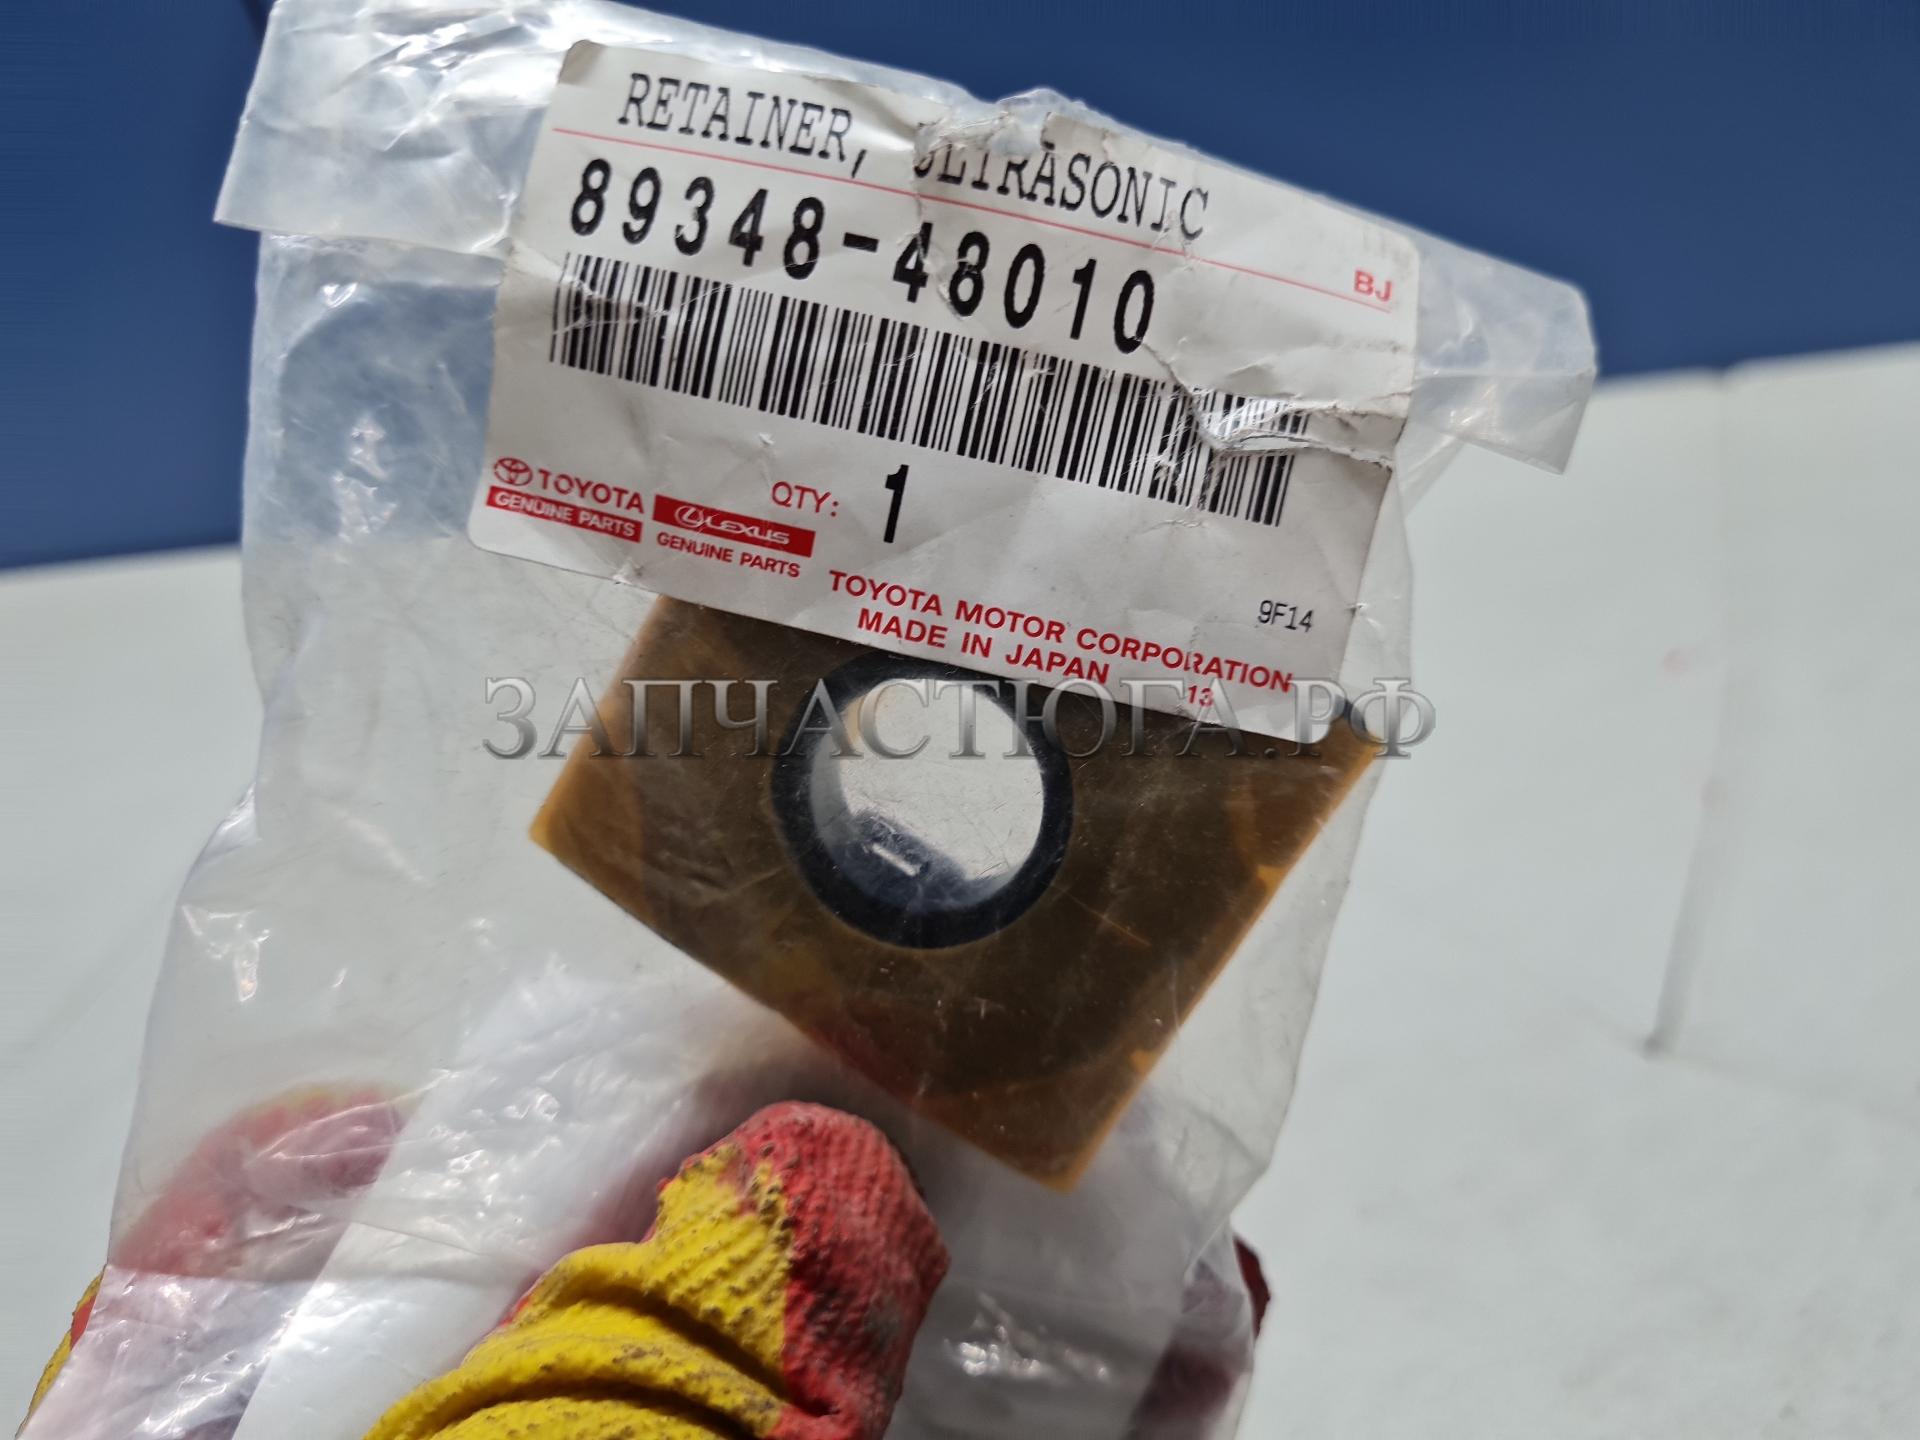 RETAINER, ULTRASONIC
BJ
89348-48010
TOYOTA
GENUINE PARTS
LEXUS
GENUINE PARTS
QTY: 1
TOYOTA MOTOR CORPORATION
MADE IN JAPAN
13
9F14
ЗАПЧАСТЮГА.РФ